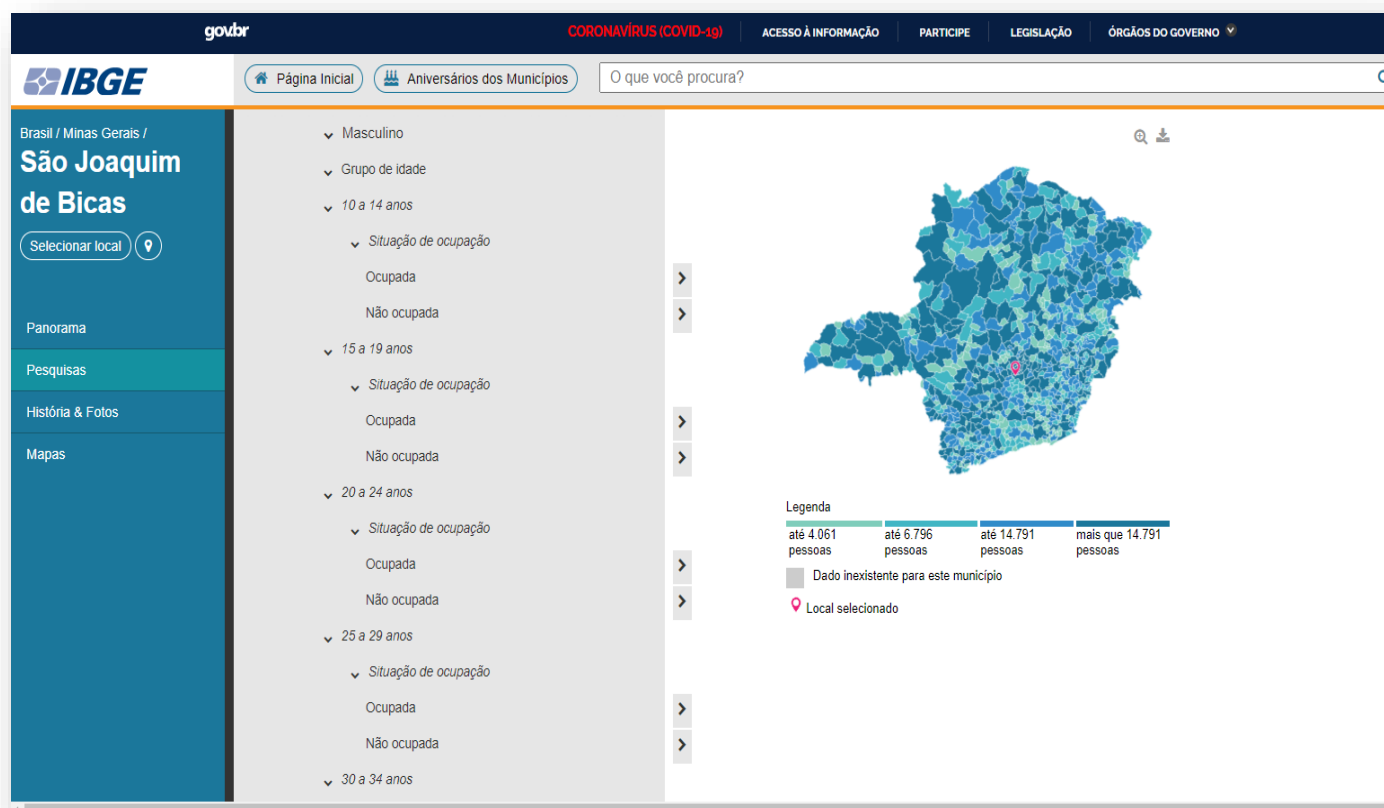 gov.br
CORONAVÍRUS (COVID-19)
ACESSO À INFORMAÇÃO
PARTICIPE
LEGISLAÇÃO
ÓRGÃOS DO GOVERNO
IBGE
Página Inicial
Aniversários dos Municípios
O que você procura?
Brasil / Minas Gerais /
São Joaquim
de Bicas
Selecionar local
Panorama
Pesquisas
História & Fotos
Mapas
Masculino
Grupo de idade
10 a 14 anos
Situação de ocupação
Ocupada
Não ocupada
15 a 19 anos
Situação de ocupação
Ocupada
Não ocupada
20 a 24 anos
Situação de ocupação
Ocupada
Não ocupada
25 a 29 anos
Situação de ocupação
Ocupada
Não ocupada
30 a 34 anos
Legenda
até 4.061
pessoas
até 6.796
pessoas
até 14.791
pessoas
mais que 14.791
pessoas
Dado inexistente para este município
Local selecionado